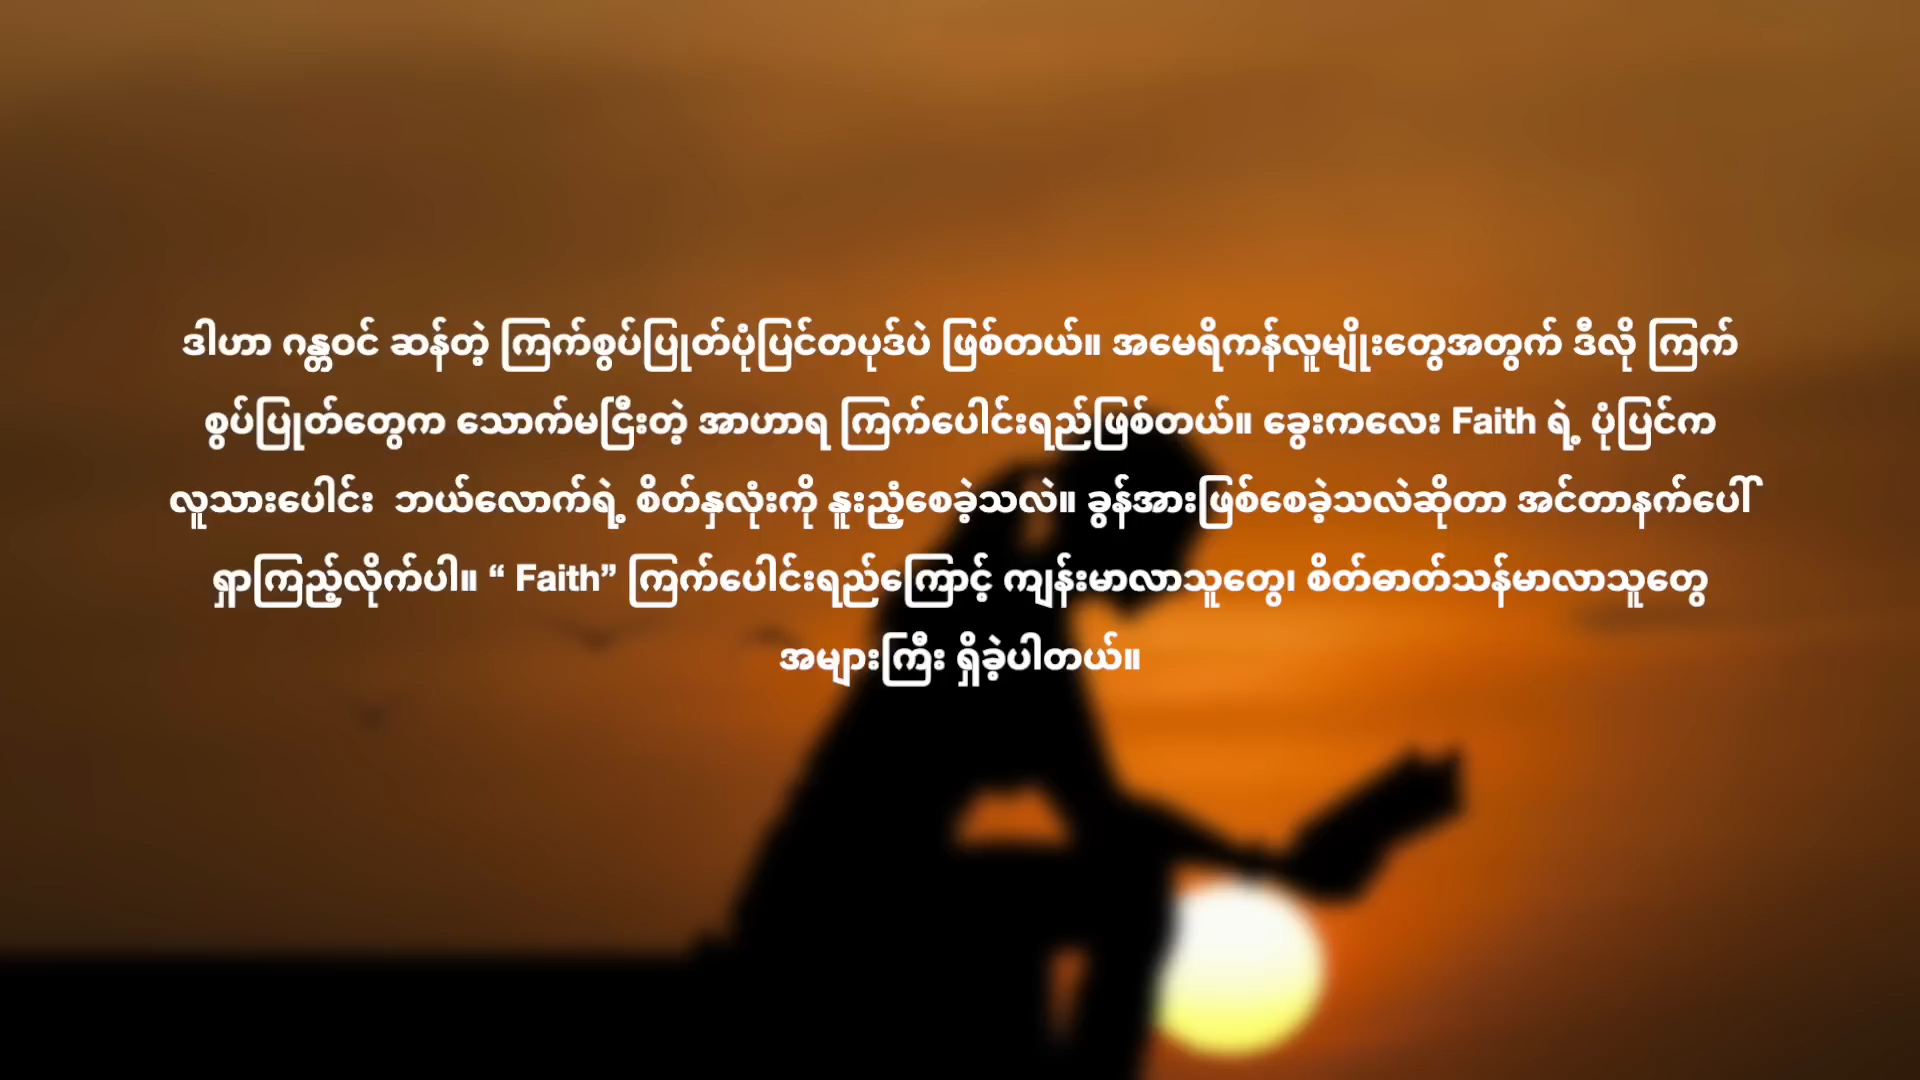 ဒါဟာ ဂန္တဝင် ဆန်တဲ့ ကြက်စွပ်ပြုတ်ပုံပြင်တပုဒ်ပဲ ဖြစ်တယ်။ အမေရိကန်လူမျိုးတွေအတွက် ဒီလို ကြက်
စွပ်ပြုတ်တွေက သောက်မငြီးတဲ့ အာဟာရ ကြက်ပေါင်းရည်ဖြစ်တယ်။ ခွေးကလေး Faith ရဲ့ ပုံပြင်က
လူသားပေါင်း ဘယ်လောက်ရဲ့ စိတ်နှလုံးကို နူးညံ့စေခဲ့သလဲ။ ခွန်အားဖြစ်စေခဲ့သလဲဆိုတာ အင်တာနက်ပေါ်
ရှာကြည့်လိုက်ပါ။ “ Faith” ကြက်ပေါင်းရည်ကြောင့် ကျန်းမာလာသူတွေ၊ စိတ်ဓာတ်သန်မာလာသူတွေ
အများကြီး ရှိခဲ့ပါတယ်။